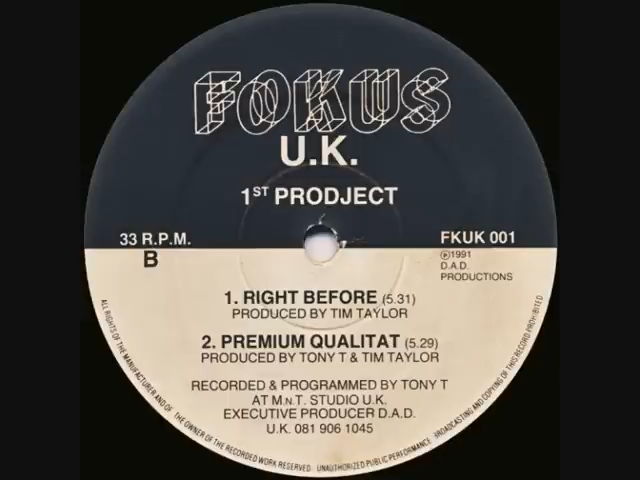 FOKUS
U.K.
1ST PRODJECT
33 R.P.M.
B
FKUK 001
℗1991
D.A.D.
PRODUCTIONS
1. RIGHT BEFORE (5.31)
PRODUCED BY TIM TAYLOR
2. PREMIUM QUALITAT (5.29)
PRODUCED BY TONY T & TIM TAYLOR
RECORDED & PROGRAMMED BY TONY T
AT M.N.T. STUDIO U.K.
EXECUTIVE PRODUCER D.A.D.
U.K. 081 906 1045
ALL RIGHTS OF THE MANUFACTURER AND OF THE OWNER OF THE RECORDED WORK RESERVED. UNAUTHORIZED PUBLIC PERFORMANCE. BROADCASTING AND COPYING OF THIS RECORD PROHIBITED